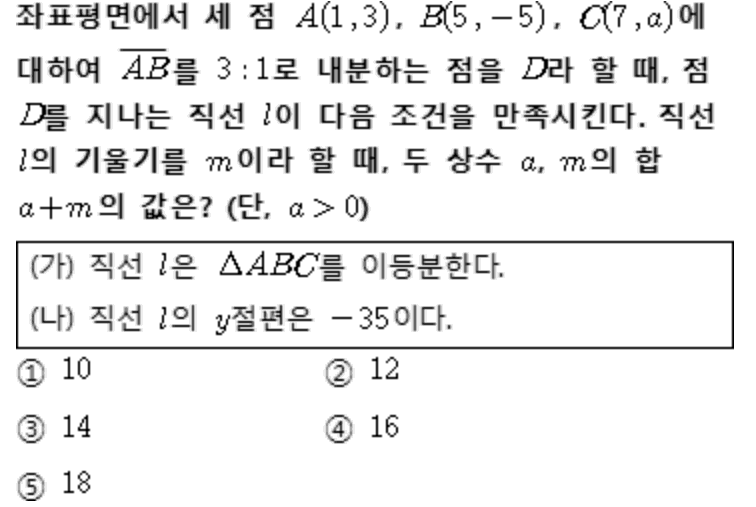 좌표평면에서 세 점 A(1,3), B(5,-5), C(7,a)에
대하여 \overline{AB}를 3:1로 내분하는 점을 D라 할 때, 점
D를 지나는 직선 l이 다음 조건을 만족시킨다. 직선
l의 기울기를 m이라 할 때, 두 상수 a, m의 합
a+m의 값은? (단, a>0)
(가) 직선 l은 ΔABC를 이등분한다.
(나) 직선 l의 y절편은 -35이다.
① 10 ② 12
③ 14 ④ 16
⑤ 18